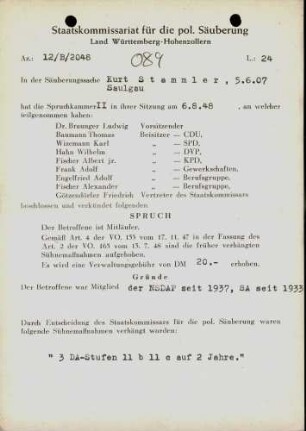 Staatskommissariat für die pol. Säuberung
Land Württemberg-Hohenzollern
Az.: 12/B/2048
089
L.: 24
In der Säuberungssache Kurt Stemmler, 5.6.07
Saulgau
hat die Spruchkammer II in ihrer Sitzung am 6.8.48, an welcher
teilgenommen haben:
Dr. Ludwig Vorsitzender
Baumann Thomas Beisitzer — CDU,
Wizemann Karl „ — SPD,
Hahn Wilhelm „ — DVP,
Fischer Albert jr. „ — KPD,
Frank Adolf „ — Gewerkschaften,
Engelfried Adolf „ — Berufsgruppe,
Fischer Alexander „ — Berufsgruppe,
Friedrich Vertreter des Staatskommissars
beschlossen und verkündet folgenden
SPRUCH
Der Betroffene ist Mitläufer.
Gemäß Art. 4 der VO. 133 vom 17. 11. 47 in der Fassung des
Art. 2 der VO. 165 vom 13. 7. 48 sind die früher verhängten
Sühnemaßnahmen aufgehoben.
Es wird eine Verwaltungsgebühr von DM 20.- erhoben.
Gründe
Der Betroffene war Mitglied der NSDAP seit 1937, SA seit 1933
Durch Entscheidung des Staatskommissars für die pol. Säuberung waren
folgende Sühnemaßnahmen verhängt worden:
" 3 DA-Stufen 11 b 11 c auf 2 Jahre."